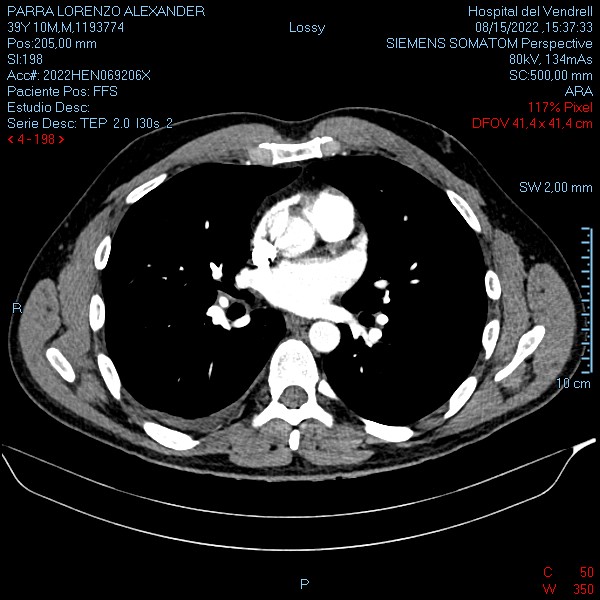 PARRA LORENZO ALEXANDER
39Y 10M,M,1193774
Pos:205,00 mm
SI:198
Acc#: 2022HEN069206X
Paciente Pos: FFS
Estudio Desc:
Serie Desc: TEP 2.0 I30s 2
< 4 - 198 >
Lossy
Hospital del Vendrell
08/15/2022 ,15:37:33
SIEMENS SOMATOM Perspective
80kV, 134mAs
SC:500,00 mm
ARA
117% Pixel
DFOV 41,4 x 41,4 cm
SW 2,00 mm
R
10 cm
P
C 50
W 350